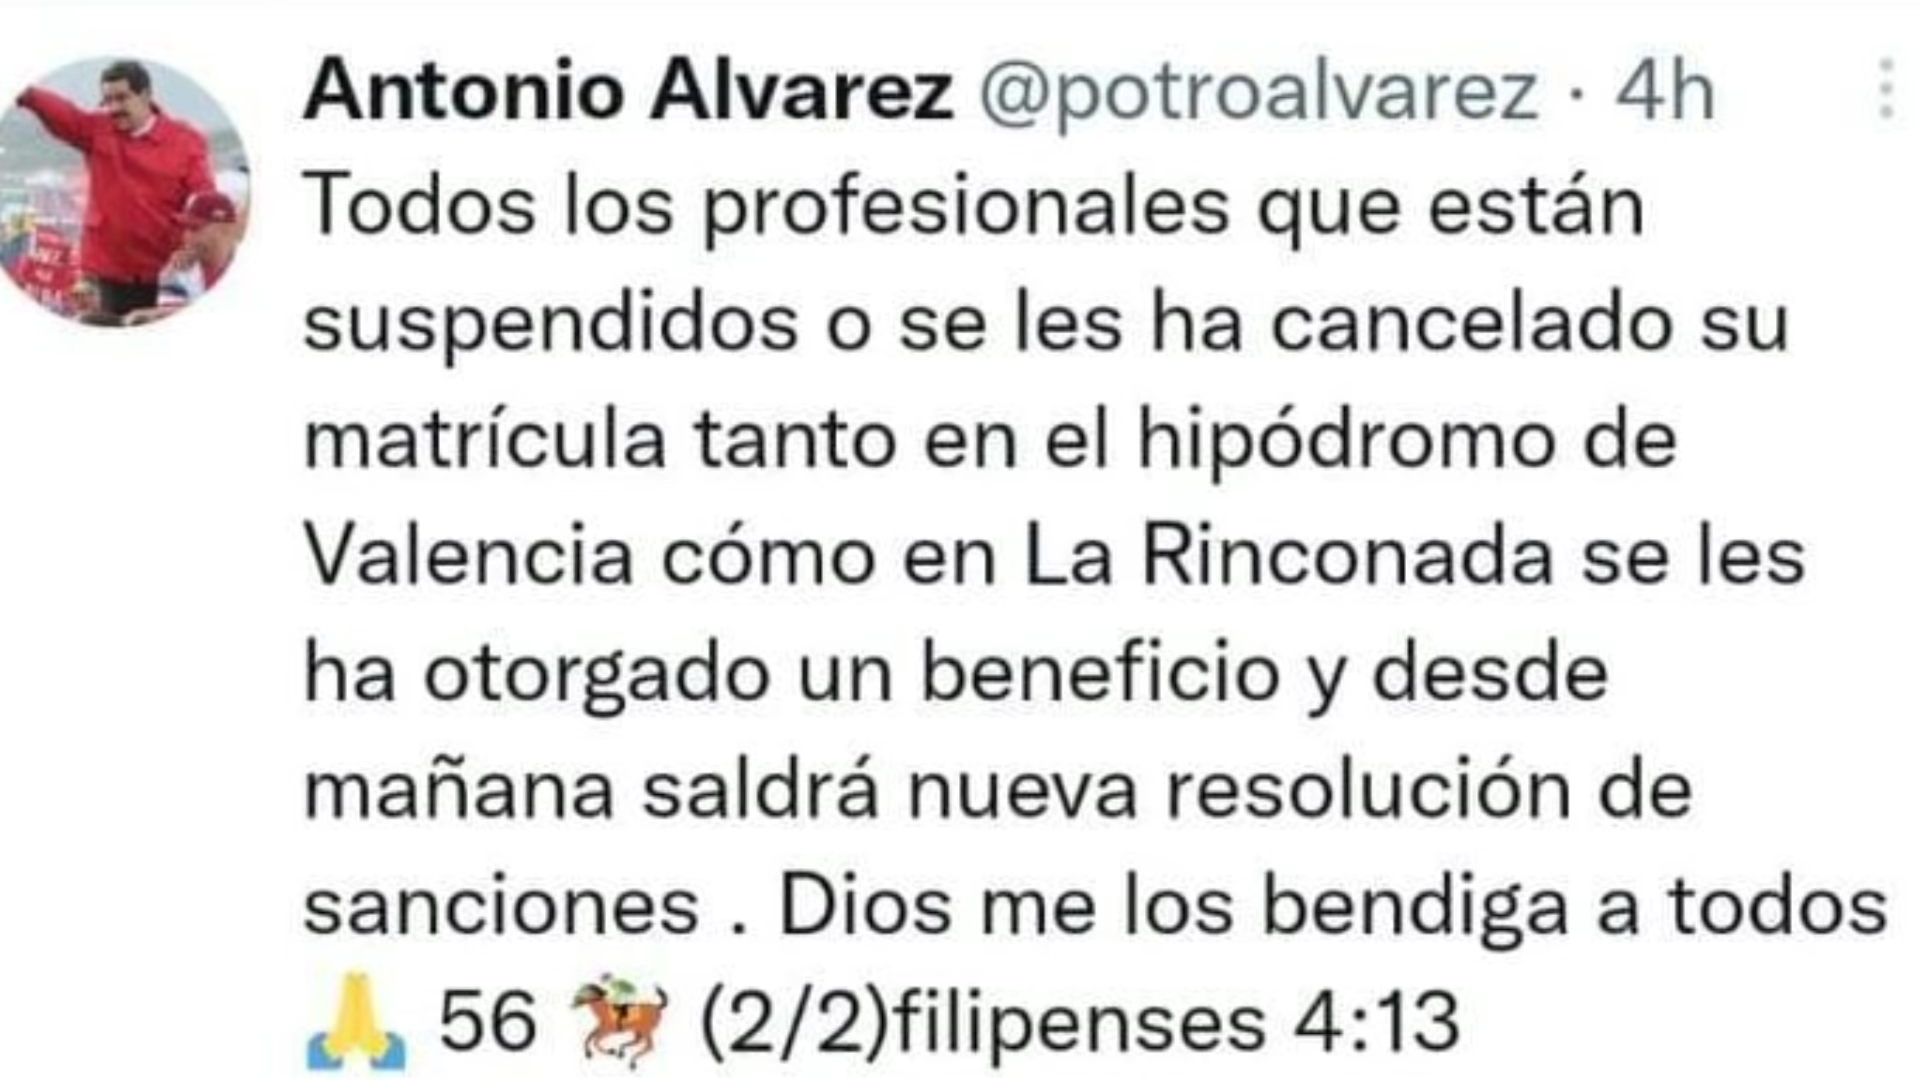 Antonio Alvarez @potroalvarez · 4h
Todos los profesionales que están
suspendidos o se les ha cancelado su
matrícula tanto en el hipódromo de
Valencia cómo en La Rinconada se les
ha otorgado un beneficio y desde
mañana saldrá nueva resolución de
sanciones . Dios me los bendiga a todos
🙏 56 🏇 (2/2)filipenses 4:13